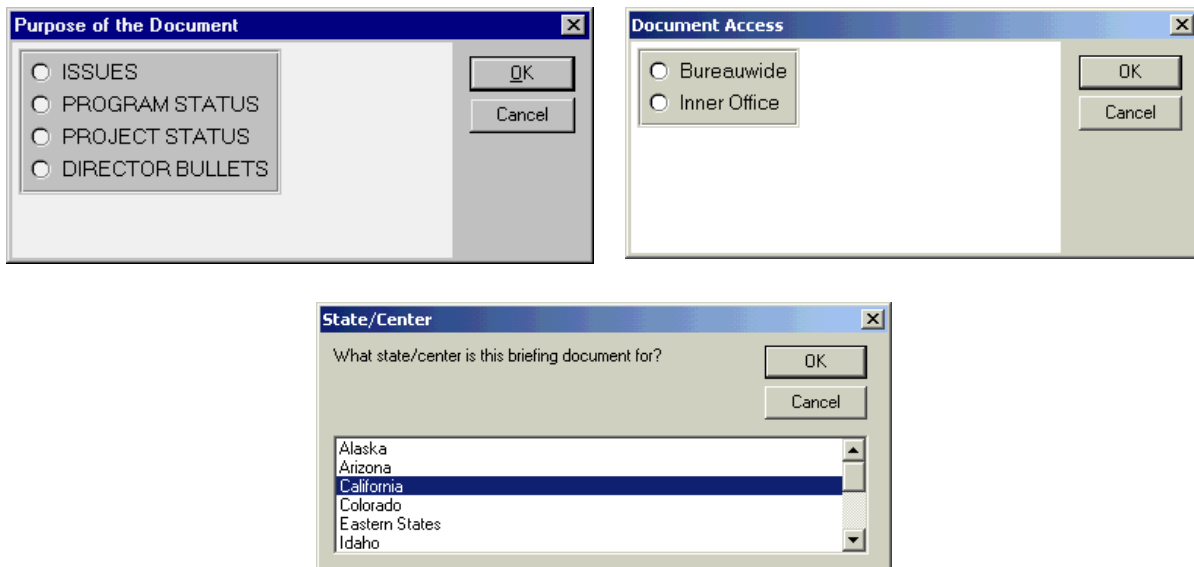 Purpose of the Document
ISSUES
PROGRAM STATUS
PROJECT STATUS
DIRECTOR BULLETS
OK
Cancel
Document Access
Bureauwide
Inner Office
OK
Cancel
State/Center
What state/center is this briefing document for?
OK
Cancel
Alaska
Arizona
California
Colorado
Eastern States
Idaho